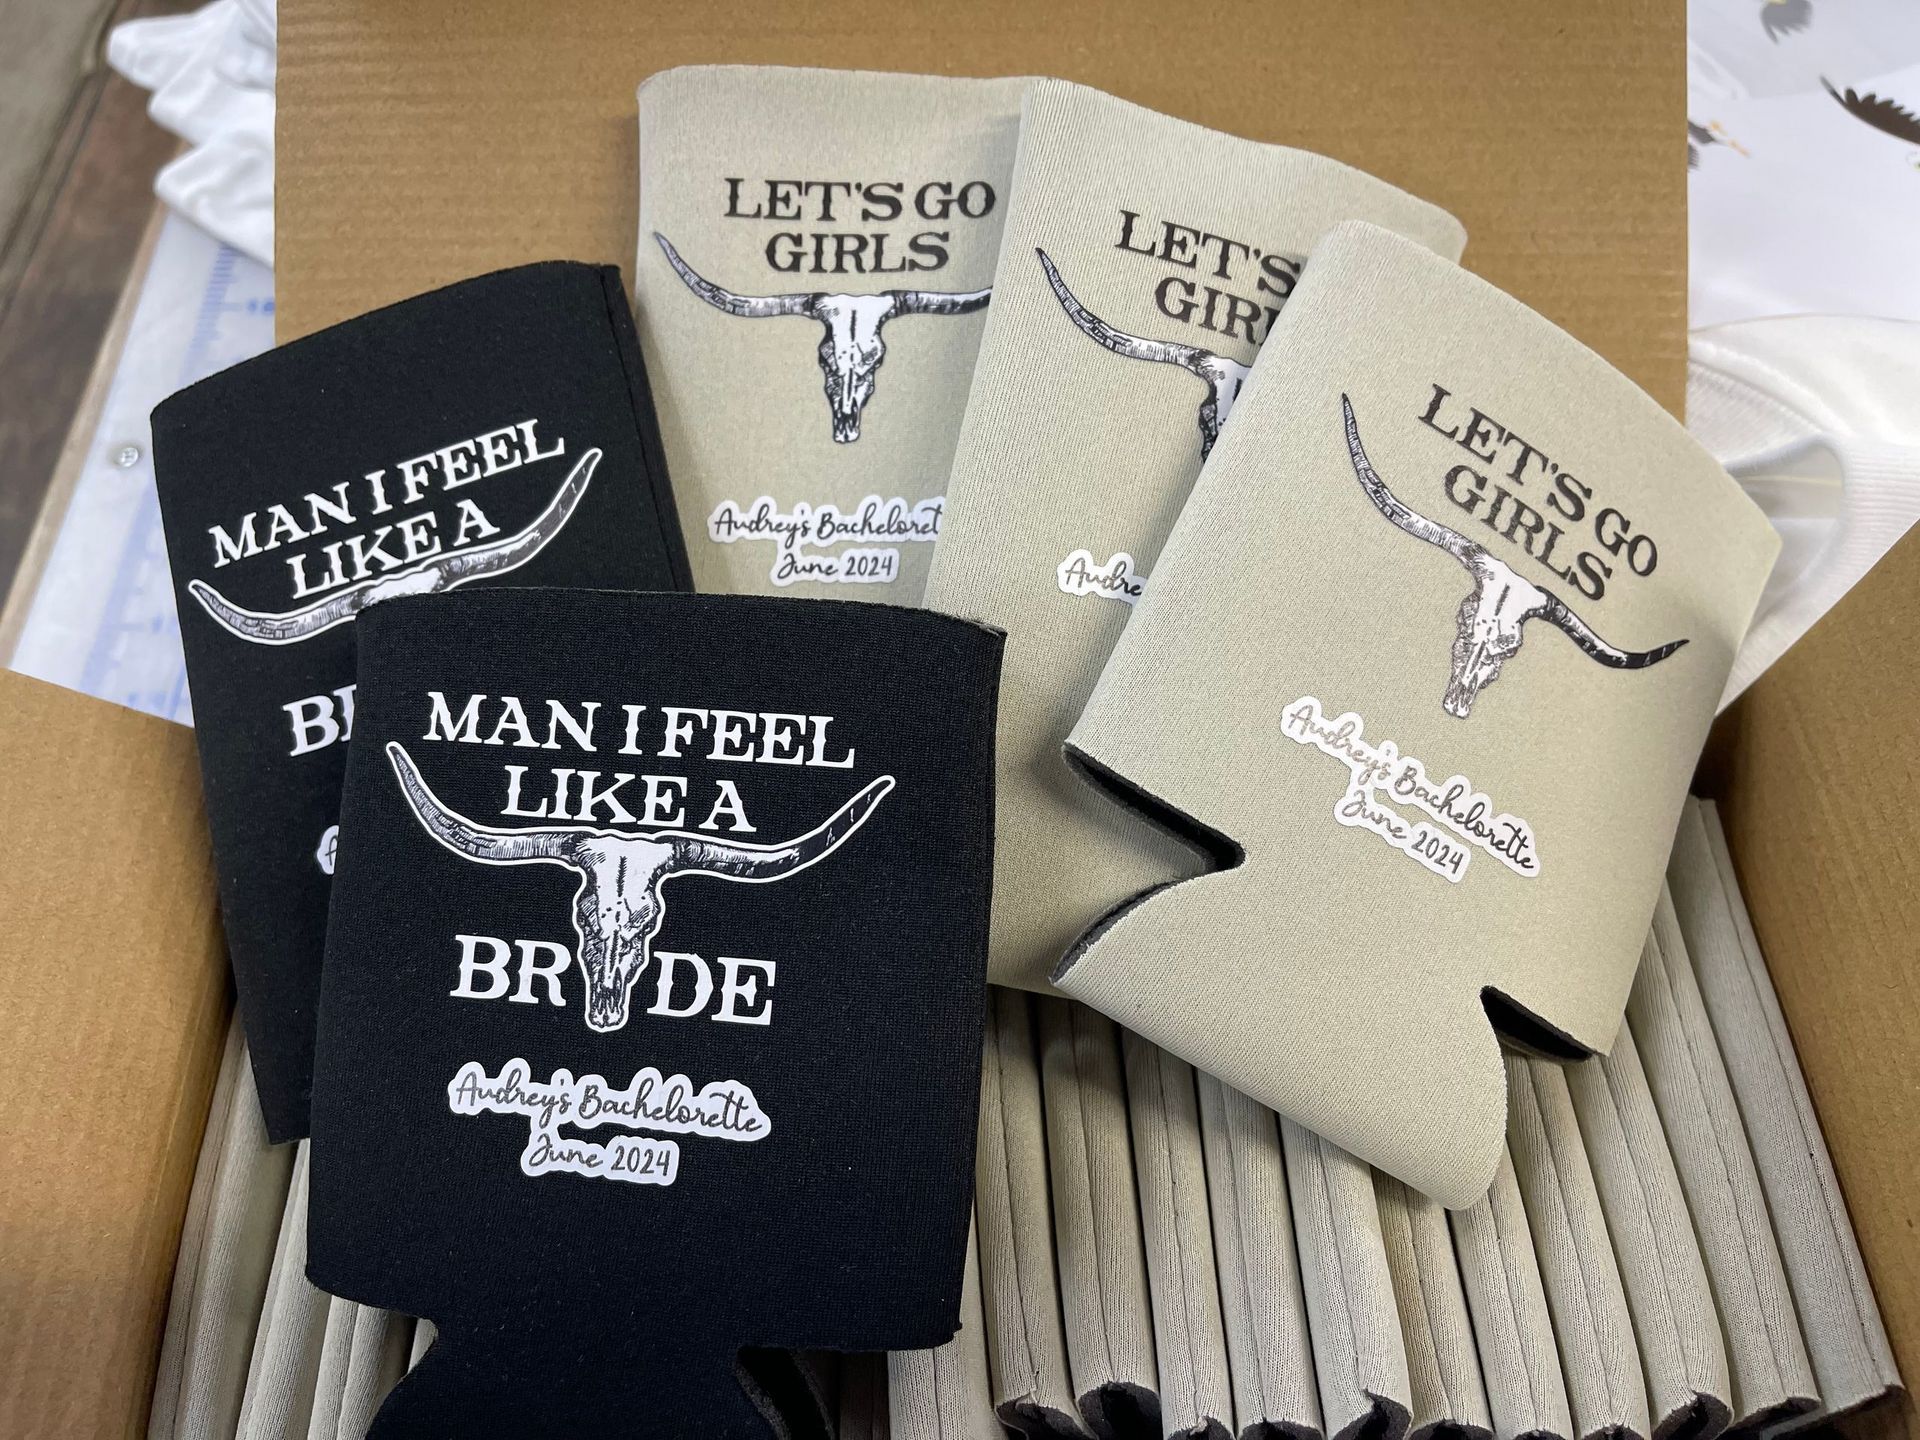 LET'S GO
GIRLS
Audrey's
June 2024
LET'S
LET'S GO
GIRLS
Audrey's Bachelorette
June 2024
MAN I FEEL
LIKE A
MAN I FEEL
LIKE A
BR DE
Audrey's Bachelorette
June 2024